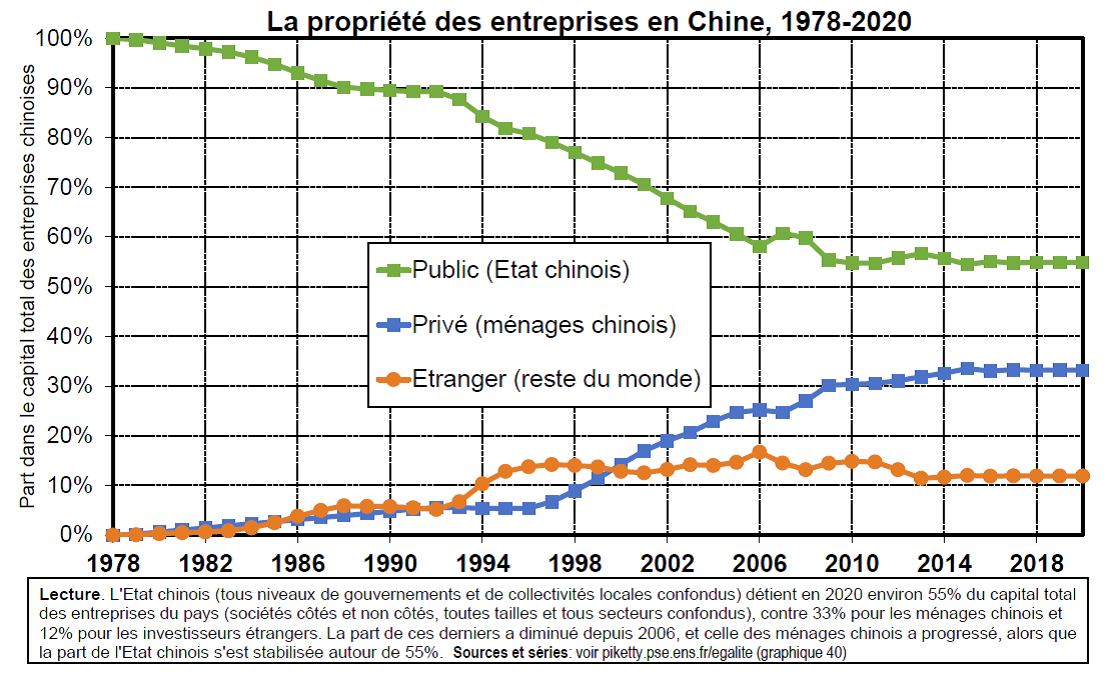 La propriété des entreprises en Chine, 1978-2020
Part dans le capital total des entreprises chinoises
100%
90%
80%
70%
60%
50%
40%
30%
20%
10%
0%
Public (Etat chinois)
Privé (ménages chinois)
Etranger (reste du monde)
1978 1982 1986 1990 1994 1998 2002 2006 2010 2014 2018
Lecture. L'Etat chinois (tous niveaux de gouvernements et de collectivités locales confondus) détient en 2020 environ 55% du capital total
des entreprises du pays (sociétés côtés et non côtés, toutes tailles et tous secteurs confondus), contre 33% pour les ménages chinois et
12% pour les investisseurs étrangers. La part de ces derniers a diminué depuis 2006, et celle des ménages chinois a progressé, alors que
la part de l'Etat chinois s'est stabilisée autour de 55%. Sources et séries: voir piketty.pse.ens.fr/egalite (graphique 40)